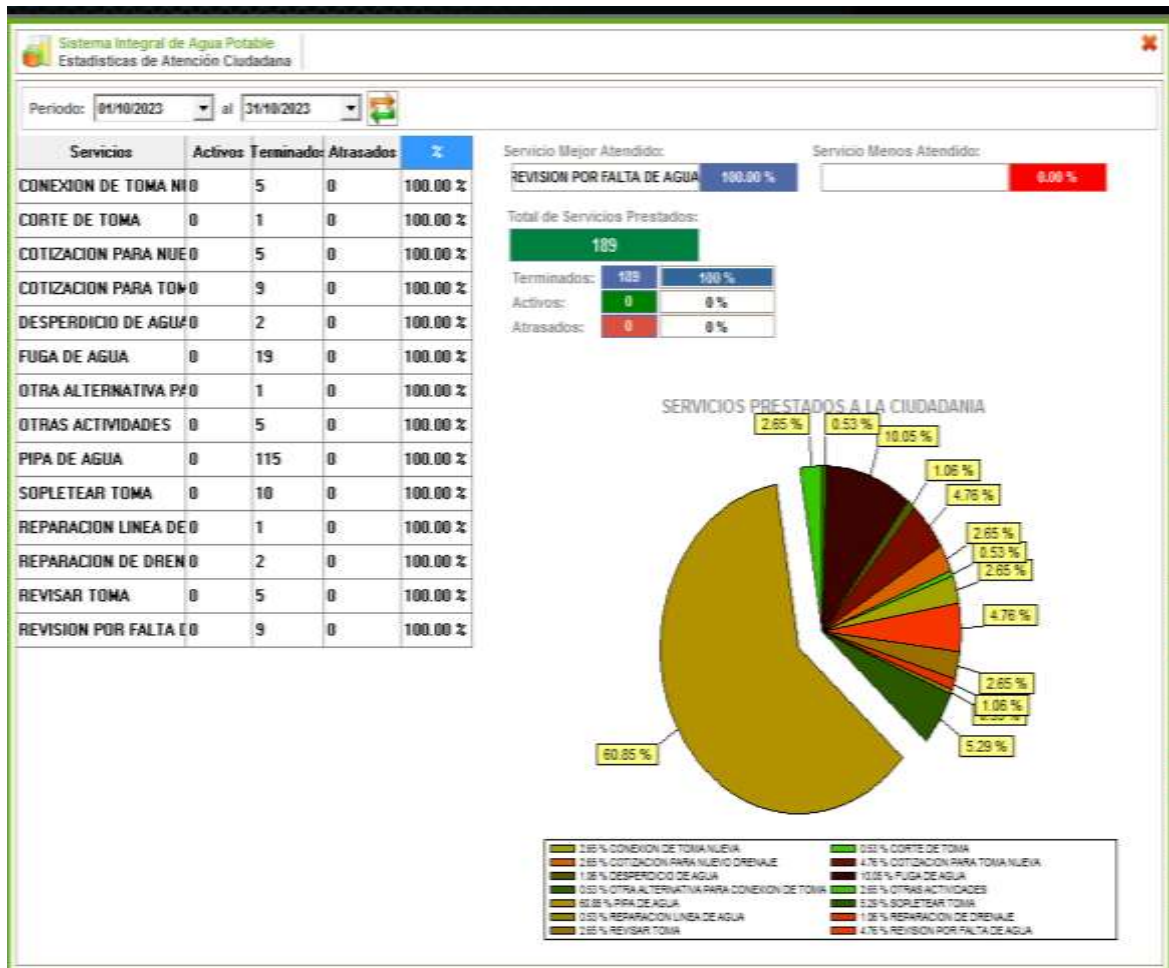 Sistema Integral de Agua Potable
Estadísticas de Atención Ciudadana
Periodo: 01/10/2023 al 31/10/2023
Servicios Activos Terminados Atrasados %
CONEXION DE TOMA 0 5 0 100.00 %
CORTE DE TOMA 0 1 0 100.00 %
COTIZACION PARA NUE 0 5 0 100.00 %
COTIZACION PARA TOM 0 9 0 100.00 %
DESPERDICIO DE AGUA 0 2 0 100.00 %
FUGA DE AGUA 0 19 0 100.00 %
OTRA ALTERNATIVA PA 0 1 0 100.00 %
OTRAS ACTIVIDADES 0 5 0 100.00 %
PIPA DE AGUA 0 115 0 100.00 %
SOPLETEAR TOMA 0 10 0 100.00 %
REPARACION LINEA DE 0 1 0 100.00 %
REPARACION DE DREN 0 2 0 100.00 %
REVISAR TOMA 0 5 0 100.00 %
REVISION POR FALTA 0 9 0 100.00 %
Servicio Mejor Atendido:
REVISION POR FALTA DE AGUA 100.00 %
Servicio Menos Atendido:
0.00 %
Total de Servicios Prestados:
189
Terminados: 189 100 %
Activos: 0 0 %
Atrasados: 0 0 %
SERVICIOS PRESTADOS A LA CIUDADANIA
2.65 %
0.53 %
10.05 %
1.06 %
4.76 %
2.65 %
0.53 %
2.65 %
4.76 %
2.65 %
1.06 %
5.29 %
60.85 %
2.65 % CONEXION DE TOMA NUEVA
0.53 % CORTE DE TOMA
2.65 % COTIZACION PARA NUEVO DRENAJE
4.76 % COTIZACION PARA TOMA NUEVA
1.06 % DESPERDICIO DE AGUA
10.05 % FUGA DE AGUA
0.53 % OTRA ALTERNATIVA PARA CONEXION DE TOMA
2.65 % OTRAS ACTIVIDADES
60.85 % PIPA DE AGUA
5.29 % SOPLETEAR TOMA
0.53 % REPARACION LINEA DE AGUA
1.06 % REPARACION DE DRENAJE
2.65 % REVISAR TOMA
4.76 % REVISION POR FALTA DE AGUA